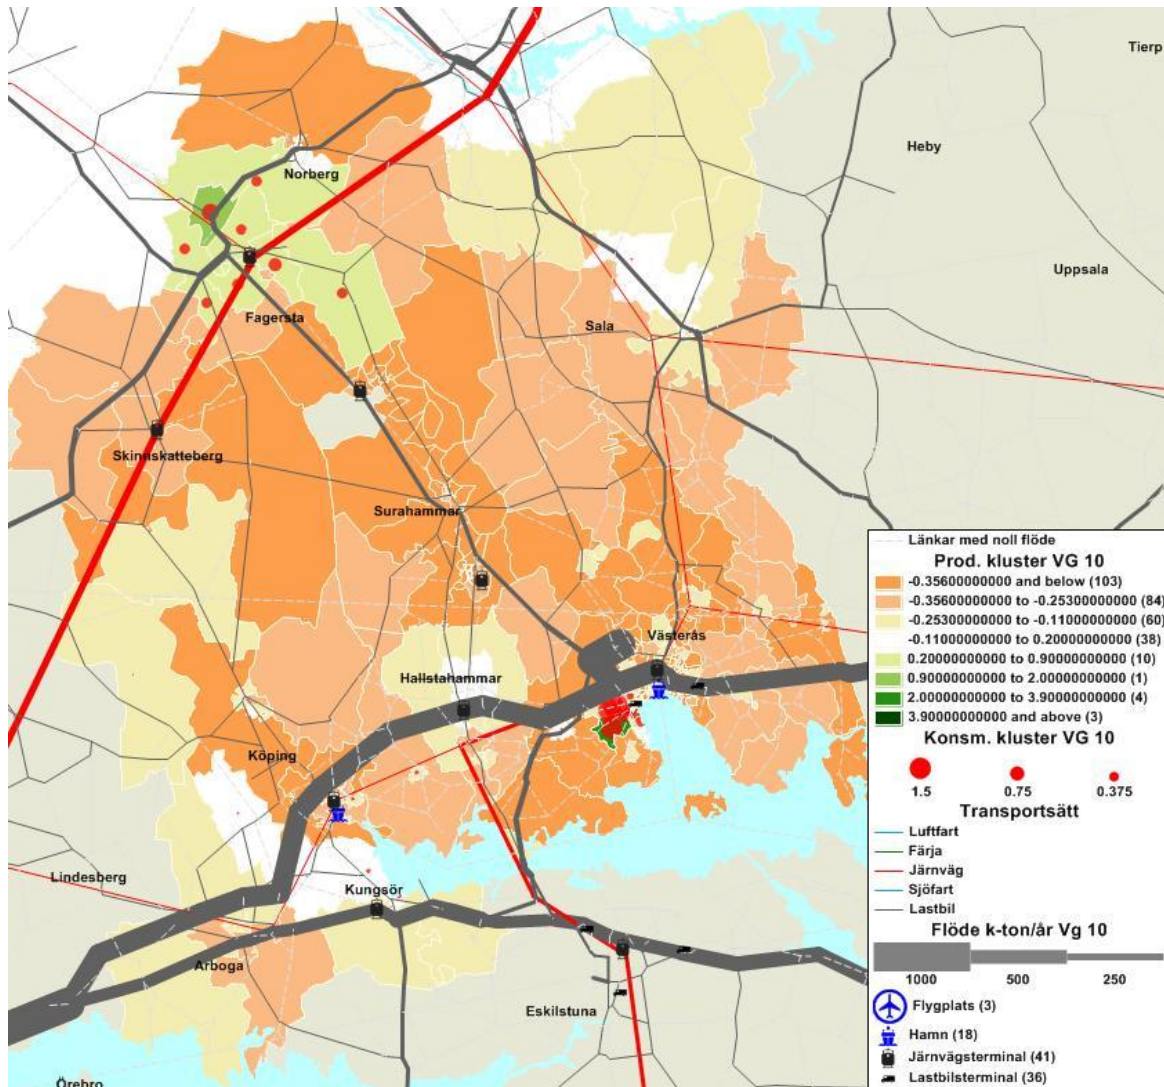 Tierp
Heby
Norberg
Uppsala
Fagersta
Sala
Skinnskatteberg
Surahammar
Västerås
Hallstahammar
Köping
Lindesberg
Kungsör
Arboga
Eskilstuna
Örebro
Länkar med noll flöde
Prod. kluster VG 10
-0.35600000000 and below (103)
-0.35600000000 to -0.25300000000 (84)
-0.25300000000 to -0.11000000000 (60)
-0.11000000000 to 0.20000000000 (38)
0.20000000000 to 0.90000000000 (10)
0.90000000000 to 2.00000000000 (1)
2.00000000000 to 3.90000000000 (4)
3.90000000000 and above (3)
Konsm. kluster VG 10
1.5 0.75 0.375
Transportsätt
Luftfart
Färja
Järnväg
Sjöfart
Lastbil
Flöde k-ton/år Vg 10
1000 500 250
Flygplats (3)
Hamn (18)
Järnvägsterminal (41)
Lastbilsterminal (36)